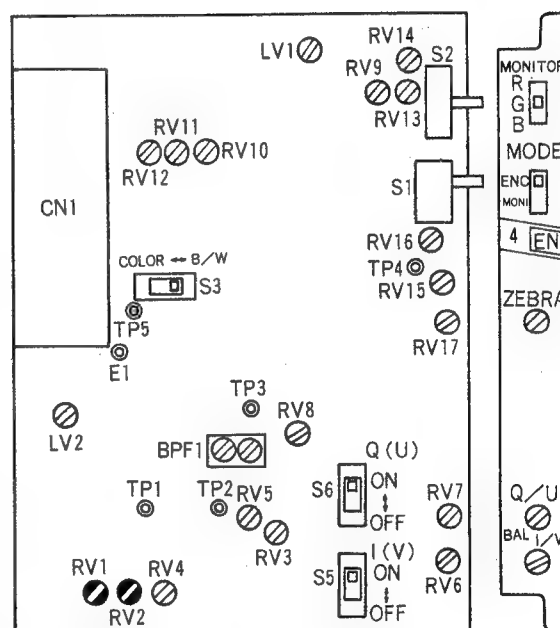 RV14
LV1
S2
RV9
RV13
MONITOR
R
G
B
RV11
RV10
RV12
MODE
S1
ENC
MONI
CN1
RV16
4 EN
COLOR ↔ B/W
TP4
S3
RV15
ZEBRA
TP5
RV17
E1
TP3
RV8
LV2
BPF1
Q(U)
ON
S6
OFF
TP1
TP2
RV5
RV7
Q/U
RV3
I(V)
BAL I/V
S5
ON
OFF
RV6
RV1
RV4
RV2